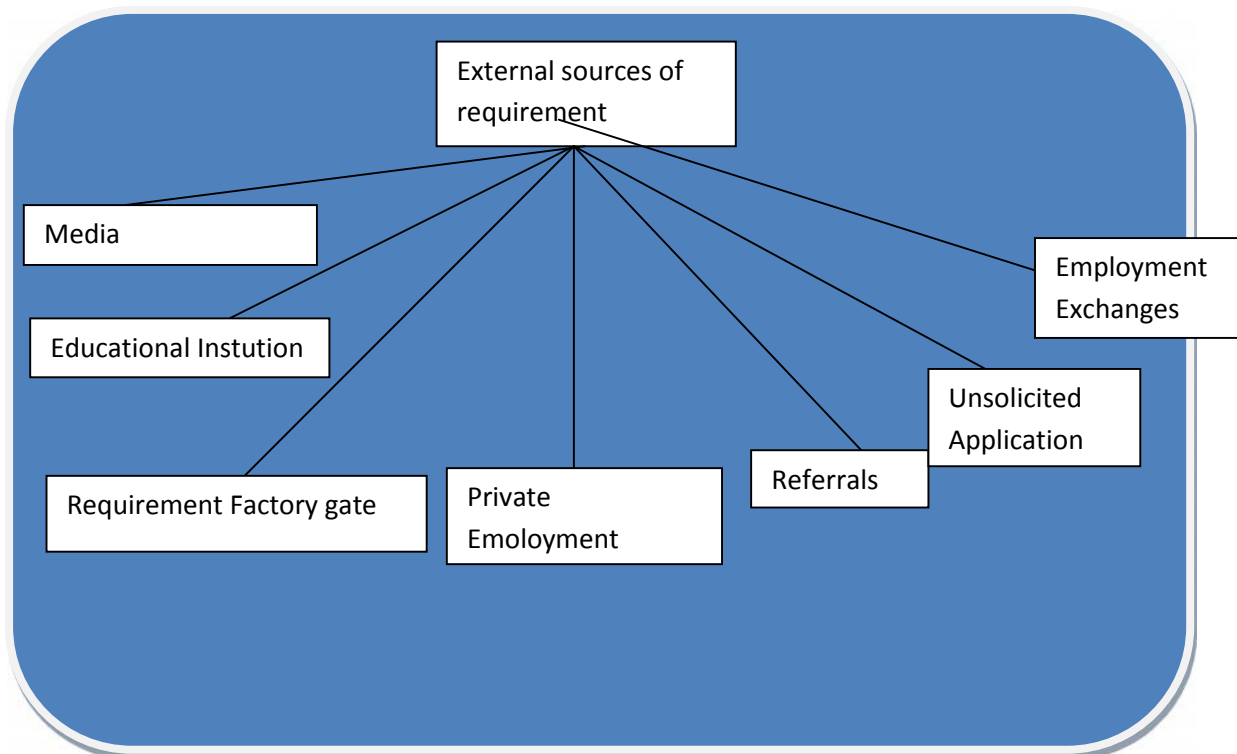 External sources of
requirement
Media
Employment
Exchanges
Educational Instution
Unsolicited
Application
Referrals
Requirement Factory gate
Private
Emoloyment